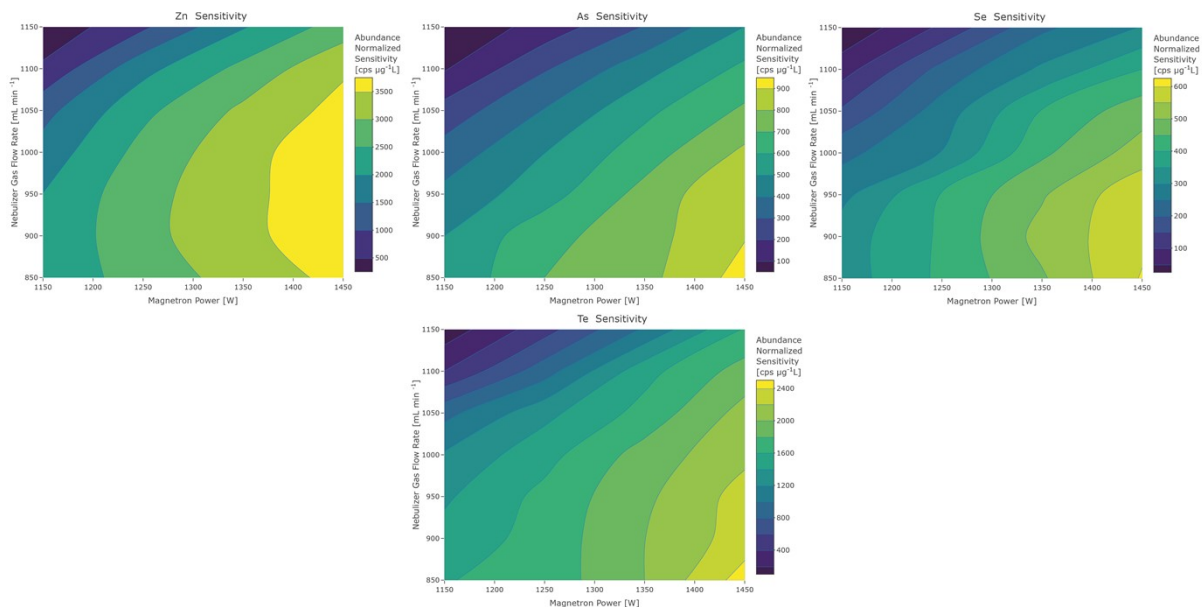 Zn Sensitivity
1150
1100
1050
1000
950
900
850
Nebulizer Gas Flow Rate [mL min ⁻¹]
1150 1200 1250 1300 1350 1400 1450
Magnetron Power [W]
Abundance
Normalized
Sensitivity
[cps µg⁻¹L]
3500
3000
2500
2000
1500
1000
500
As Sensitivity
1150
1100
1050
1000
950
900
850
Nebulizer Gas Flow Rate [mL min ⁻¹]
1150 1200 1250 1300 1350 1400 1450
Magnetron Power [W]
Abundance
Normalized
Sensitivity
[cps µg⁻¹L]
900
800
700
600
500
400
300
200
100
Se Sensitivity
1150
1100
1050
1000
950
900
850
Nebulizer Gas Flow Rate [mL min ⁻¹]
1150 1200 1250 1300 1350 1400 1450
Magnetron Power [W]
Abundance
Normalized
Sensitivity
[cps µg⁻¹L]
600
500
400
300
200
100
Te Sensitivity
1150
1100
1050
1000
950
900
850
Nebulizer Gas Flow Rate [mL min ⁻¹]
1150 1200 1250 1300 1350 1400 1450
Magnetron Power [W]
Abundance
Normalized
Sensitivity
[cps µg⁻¹L]
2400
2000
1600
1200
800
400